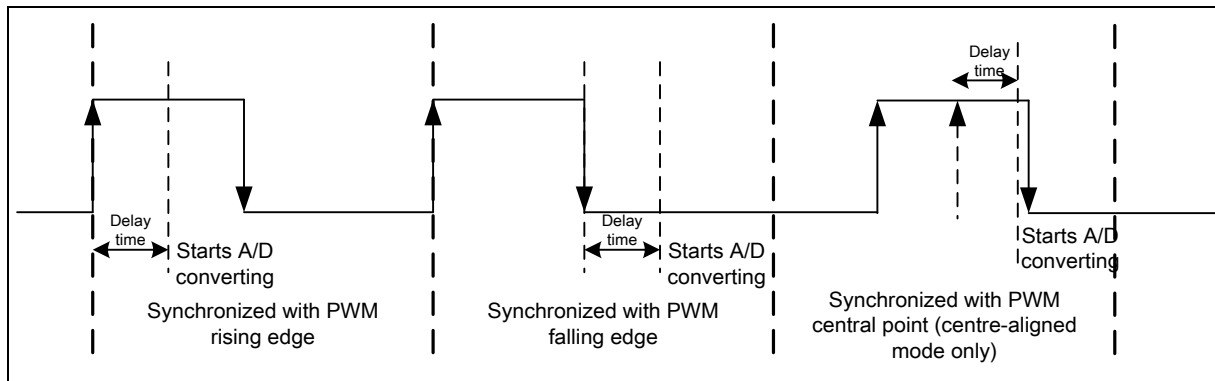 Delay
time
Starts A/D
converting
Synchronized with PWM
rising edge
Delay
time
Starts A/D
converting
Synchronized with PWM
falling edge
Delay
time
Starts A/D
converting
Synchronized with PWM
central point (centre-aligned
mode only)